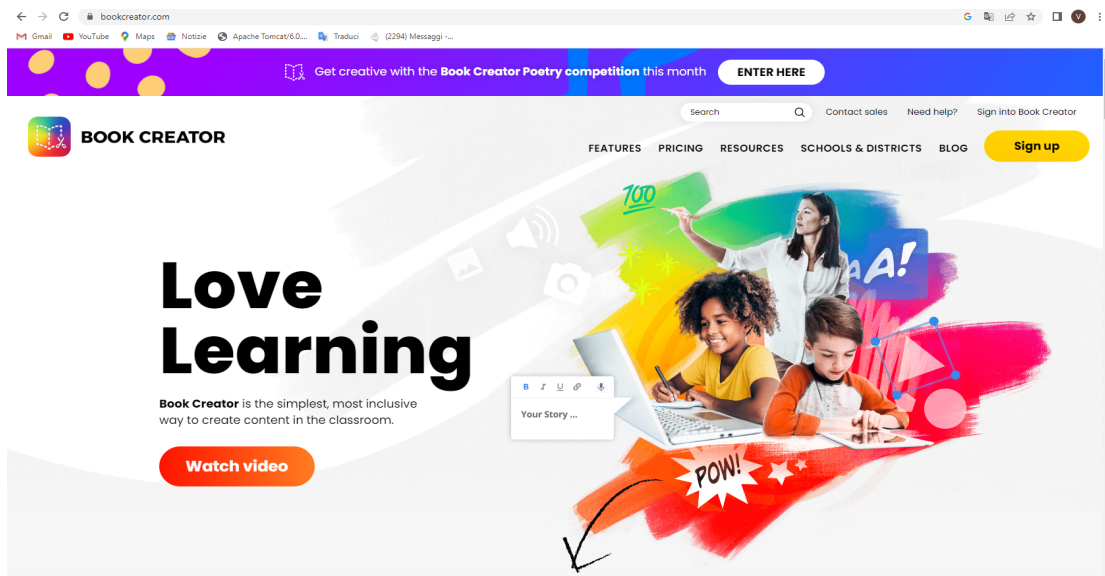 bookcreator.com
Gmail YouTube Maps Notizie Apache Tomcat/6.0.... Traduci (2294) Messaggi -...
Get creative with the Book Creator Poetry competition this month ENTER HERE
Search Contact sales Need help? Sign into Book Creator
BOOK CREATOR
FEATURES PRICING RESOURCES SCHOOLS & DISTRICTS BLOG Sign up
100
AA!
Love
Learning
B I U
Your Story ...
Book Creator is the simplest, most inclusive
way to create content in the classroom.
Watch video
POW!